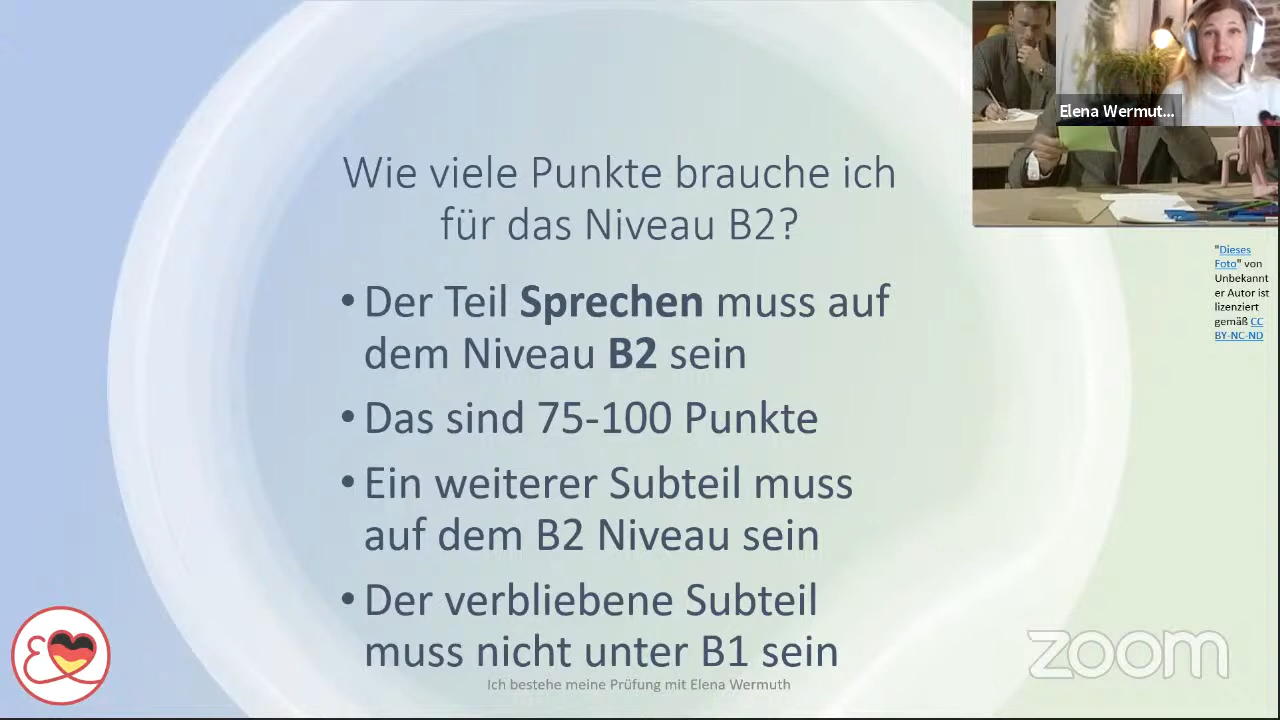 Wie viele Punkte brauche ich
für das Niveau B2?
• Der Teil Sprechen muss auf
dem Niveau B2 sein
• Das sind 75-100 Punkte
• Ein weiterer Subteil muss
auf dem B2 Niveau sein
• Der verbliebene Subteil
muss nicht unter B1 sein
Ich bestehe meine Prüfung mit Elena Wermuth
Elena Wermut...
"Dieses
Foto" von
Unbekannt
er Autor ist
lizenziert
gemäß CC
BY-NC-ND
zoom